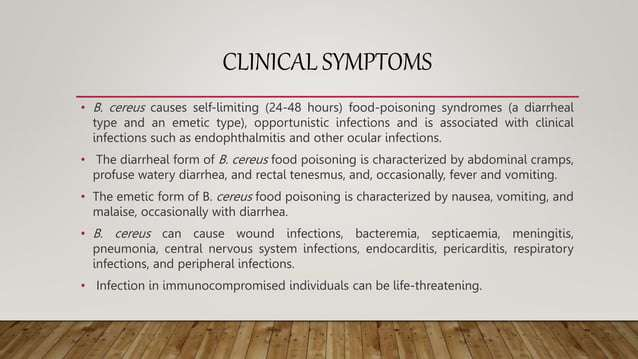 CLINICAL SYMPTOMS
• B. cereus causes self-limiting (24-48 hours) food-poisoning syndromes (a diarrheal
type and an emetic type), opportunistic infections and is associated with clinical
infections such as endophthalmitis and other ocular infections.
• The diarrheal form of B. cereus food poisoning is characterized by abdominal cramps,
profuse watery diarrhea, and rectal tenesmus, and, occasionally, fever and vomiting.
• The emetic form of B. cereus food poisoning is characterized by nausea, vomiting, and
malaise, occasionally with diarrhea.
• B. cereus can cause wound infections, bacteremia, septicaemia, meningitis,
pneumonia, central nervous system infections, endocarditis, pericarditis, respiratory
infections, and peripheral infections.
• Infection in immunocompromised individuals can be life-threatening.